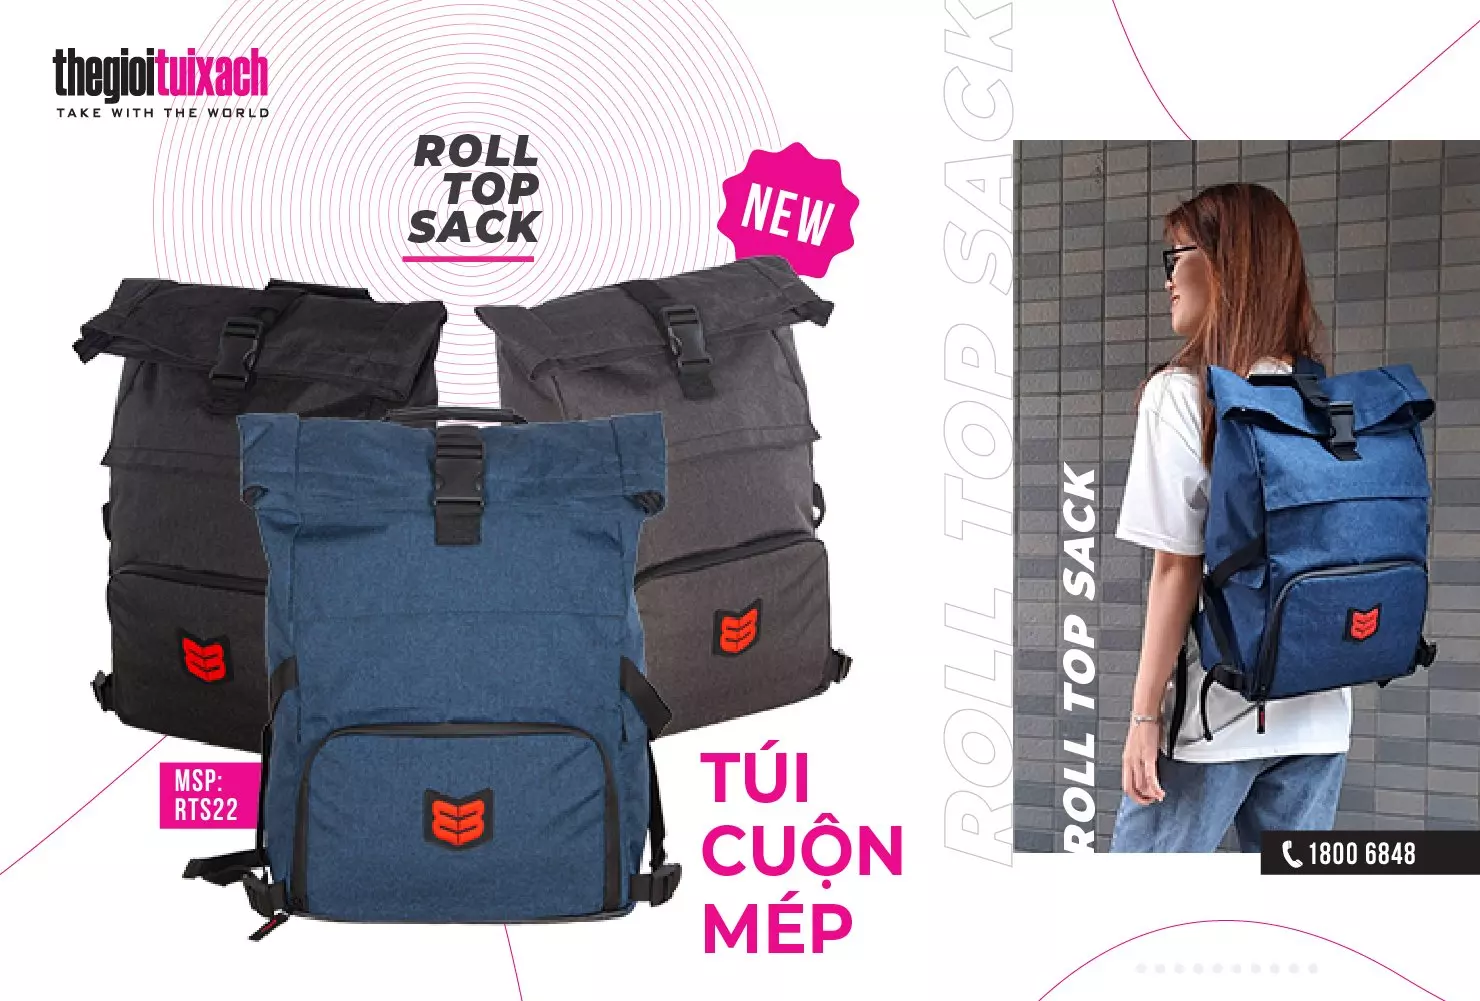 thegioituixach
TAKE WITH THE WORLD
ROLL
TOP
SACK
NEW
MSP:
RTS22
TÚI
CUỘN
MÉP
ROLL TOP SACK
ROLL TOP SACK
1800 6848